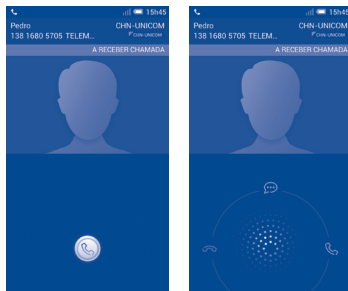 15h45
Pedro CHN-UNICOM
138 1680 5705 TELEM... CHN-UNICOM
A RECEBER CHAMADA
15h45
Pedro CHN-UNICOM
138 1680 5705 TELEM... CHN-UNICOM
A RECEBER CHAMADA